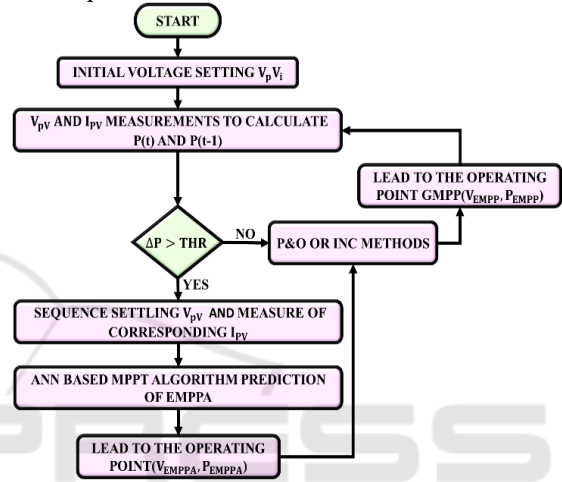 START
INITIAL VOLTAGE SETTING VpVi
VpV AND IPV MEASUREMENTS TO CALCULATE
P(t) AND P(t-1)
LEAD TO THE OPERATING
POINT GMPP(VEMPP, PEMPP)
ΔP > THR
NO
P&O OR INC METHODS
YES
SEQUENCE SETTLING VpV AND MEASURE OF
CORRESPONDING IPV
ANN BASED MPPT ALGORITHM PREDICTION
OF EMPPA
LEAD TO THE OPERATING
POINT(VEMPPA, PEMPPA)
PRESS